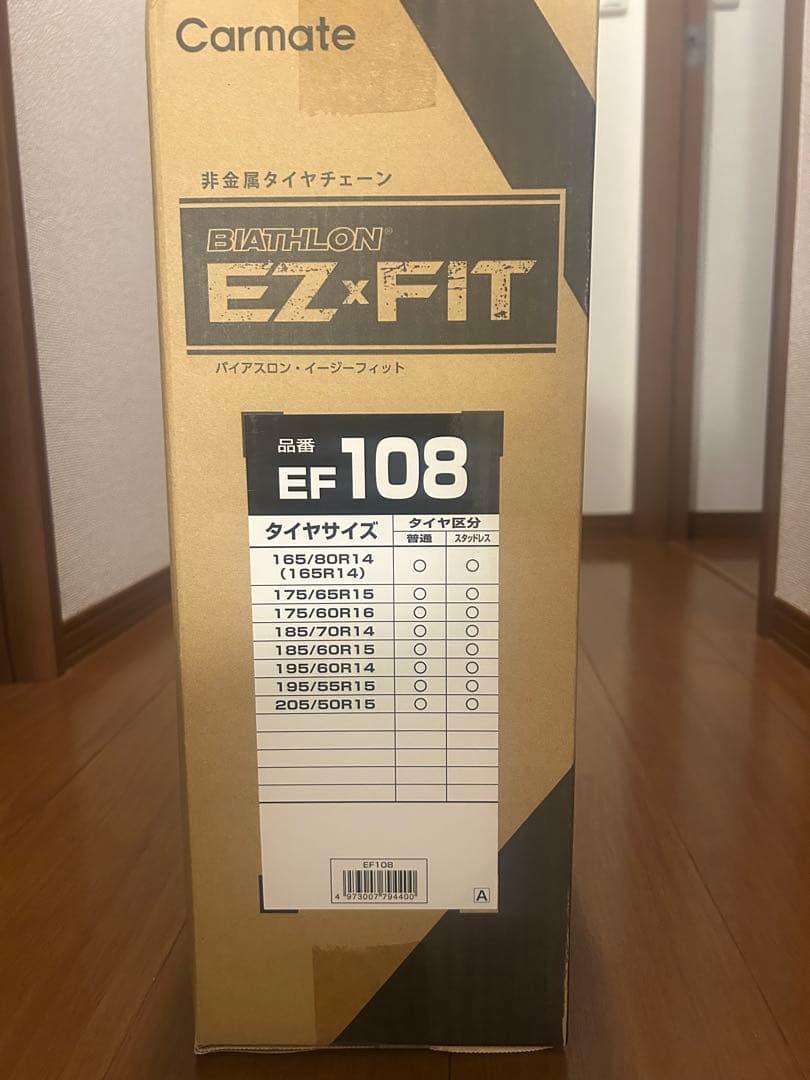 Carmate
非金属タイヤチェーン
BIATHLON®
EZ×FIT
バイアスロン・イージーフィット
品番
EF108
タイヤサイズ タイヤ区分
普通 スタッドレス
165/80R14 ○ ○
(165R14)
175/65R15 ○ ○
175/60R16 ○ ○
185/70R14 ○ ○
185/60R15 ○ ○
195/60R14 ○ ○
195/55R15 ○ ○
205/50R15 ○ ○
EF108
4 973007 794400
A